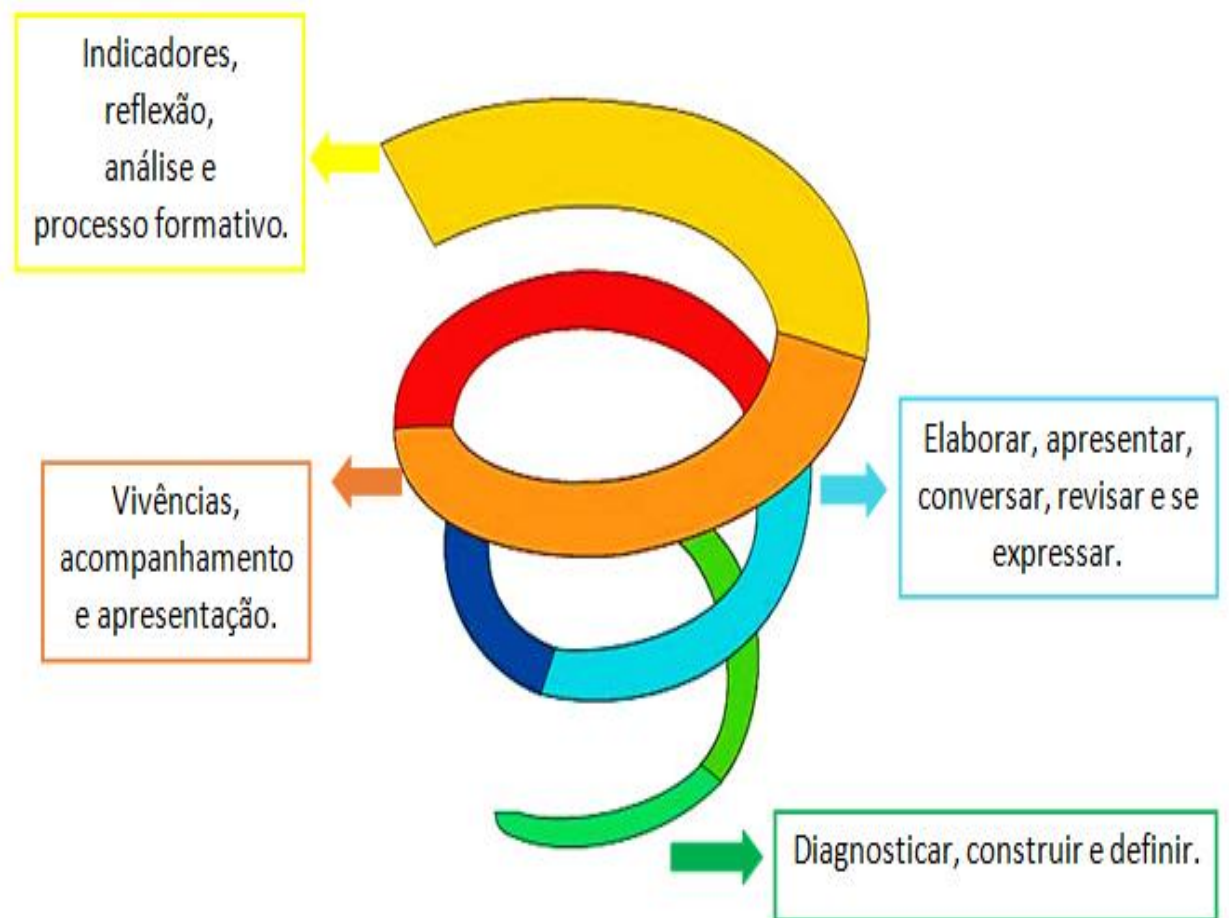 Indicadores,
reflexão,
análise e
processo formativo.
Elaborar, apresentar,
conversar, revisar e se
expressar.
Vivências,
acompanhamento
e apresentação.
Diagnosticar, construir e definir.